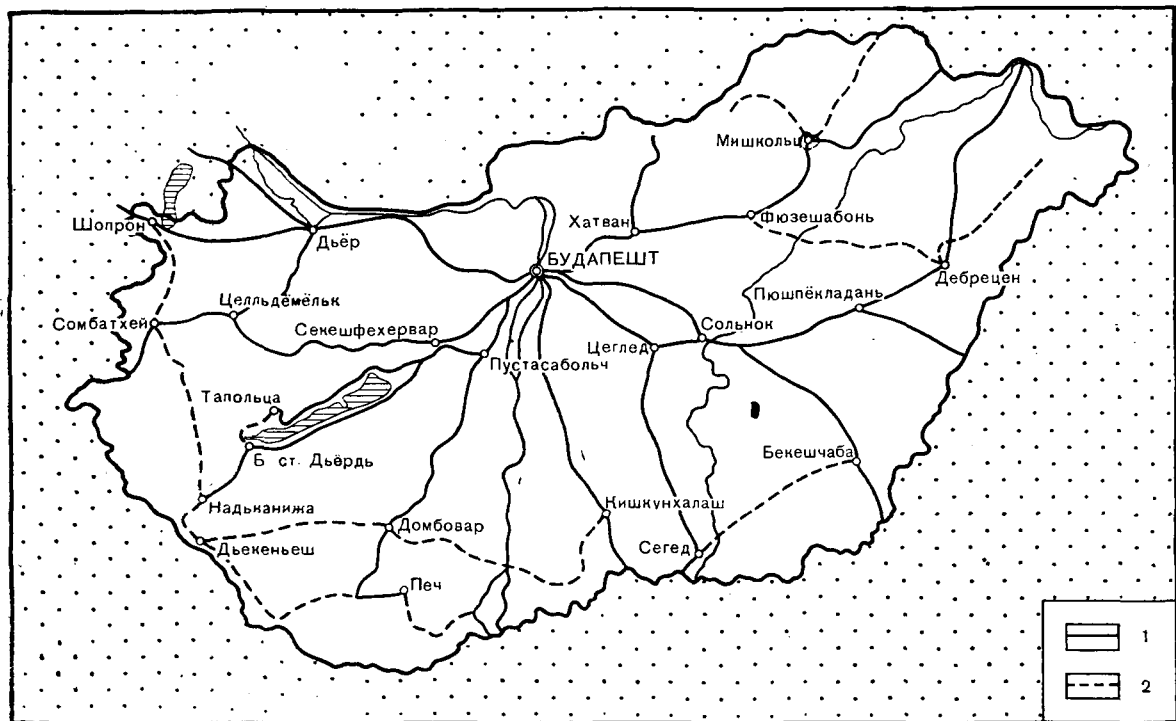 Мишкольц
Шопрон
Хатван
Фюзешабонь
Дьёр
БУДАПЕШТ
Дебрецен
Целльдёмёльк
Пюшпёкладань
Сомбатхей
Секешфехервар
Сольнок
Цеглед
Пустасабольч
Тапольца
Б ст. Дьёрдь
Бекешчаба
Надьканижа
Кишкунхалаш
Домбовар
Дьекеньеш
Сегед
Печ
1
2